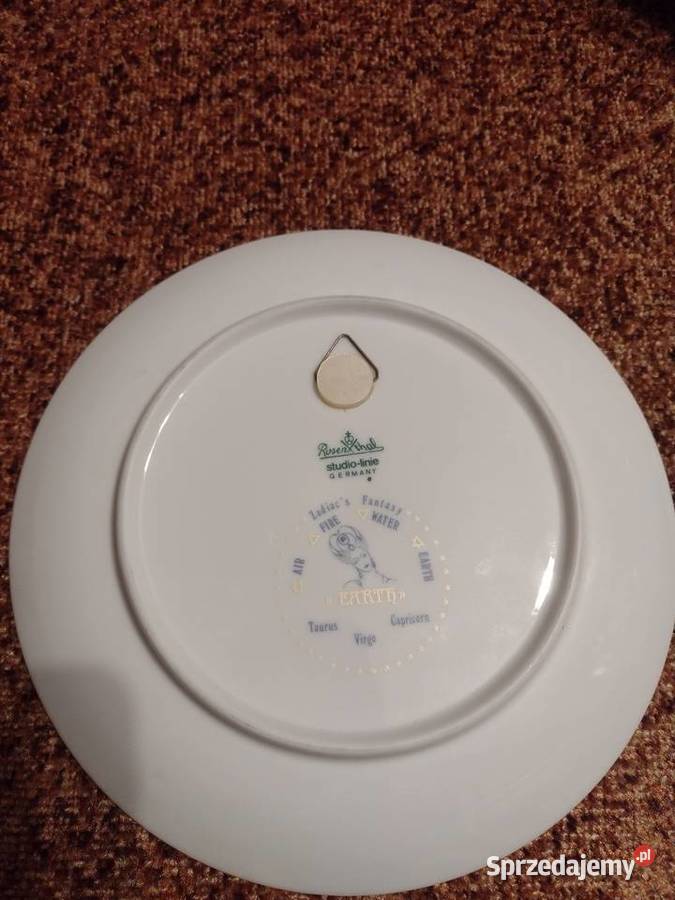 Rosenthal
studio-linie
GERMANY
Zodiac's Fantasy
AIR FIRE WATER EARTH
EARTH
Taurus Virgo Capricorn
Sprzedajemy.pl